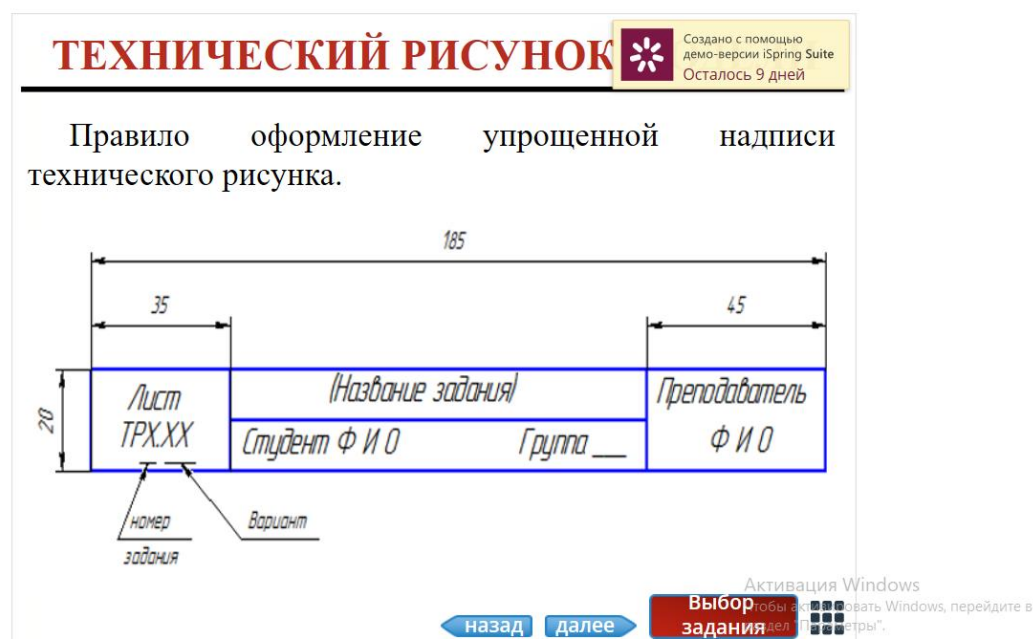 ТЕХНИЧЕСКИЙ РИСУНОК
Создано с помощью
демо-версии iSpring Suite
Осталось 9 дней
Правило оформление упрощенной надписи
технического рисунка.
185
35
45
20
Лист
ТРХ.ХХ
(Название задания)
Студент Ф И О Группа ___
Преподаватель
Ф И О
номер
задания
Вариант
назад
далее
Выбор
задания
Активация Windows
Windows, перейдите в